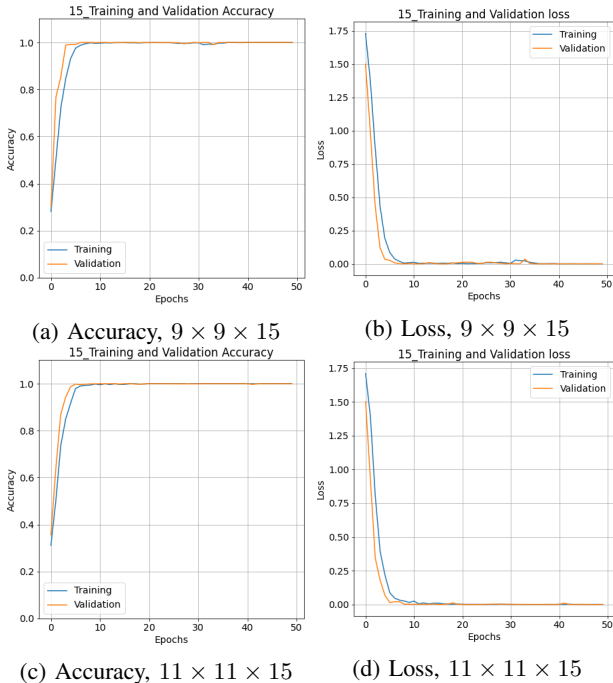 15_Training and Validation Accuracy
1.0
0.8
0.6
0.4
0.2
0.0
Accuracy
Training
Validation
0 10 20 30 40 50
Epochs
(a) Accuracy, 9 × 9 × 15
15_Training and Validation loss
1.75
1.50
1.25
1.00
0.75
0.50
0.25
0.00
Loss
Training
Validation
0 10 20 30 40 50
Epochs
(b) Loss, 9 × 9 × 15
15_Training and Validation Accuracy
1.0
0.8
0.6
0.4
0.2
0.0
Accuracy
Training
Validation
0 10 20 30 40 50
Epochs
(c) Accuracy, 11 × 11 × 15
15_Training and Validation loss
1.75
1.50
1.25
1.00
0.75
0.50
0.25
0.00
Loss
Training
Validation
0 10 20 30 40 50
Epochs
(d) Loss, 11 × 11 × 15